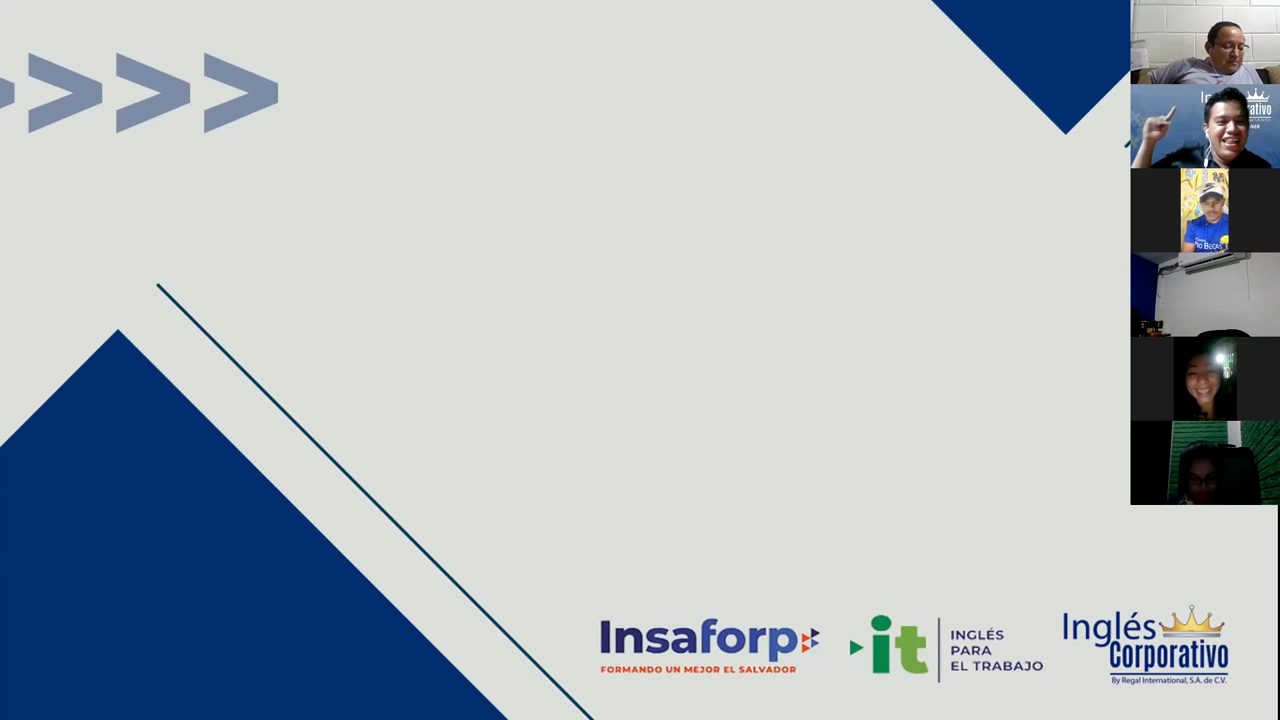 Insaforp
FORMANDO UN MEJOR EL SALVADOR
it
INGLÉS
PARA
EL TRABAJO
Inglés
Corporativo
By Regal International, S.A. de C.V.